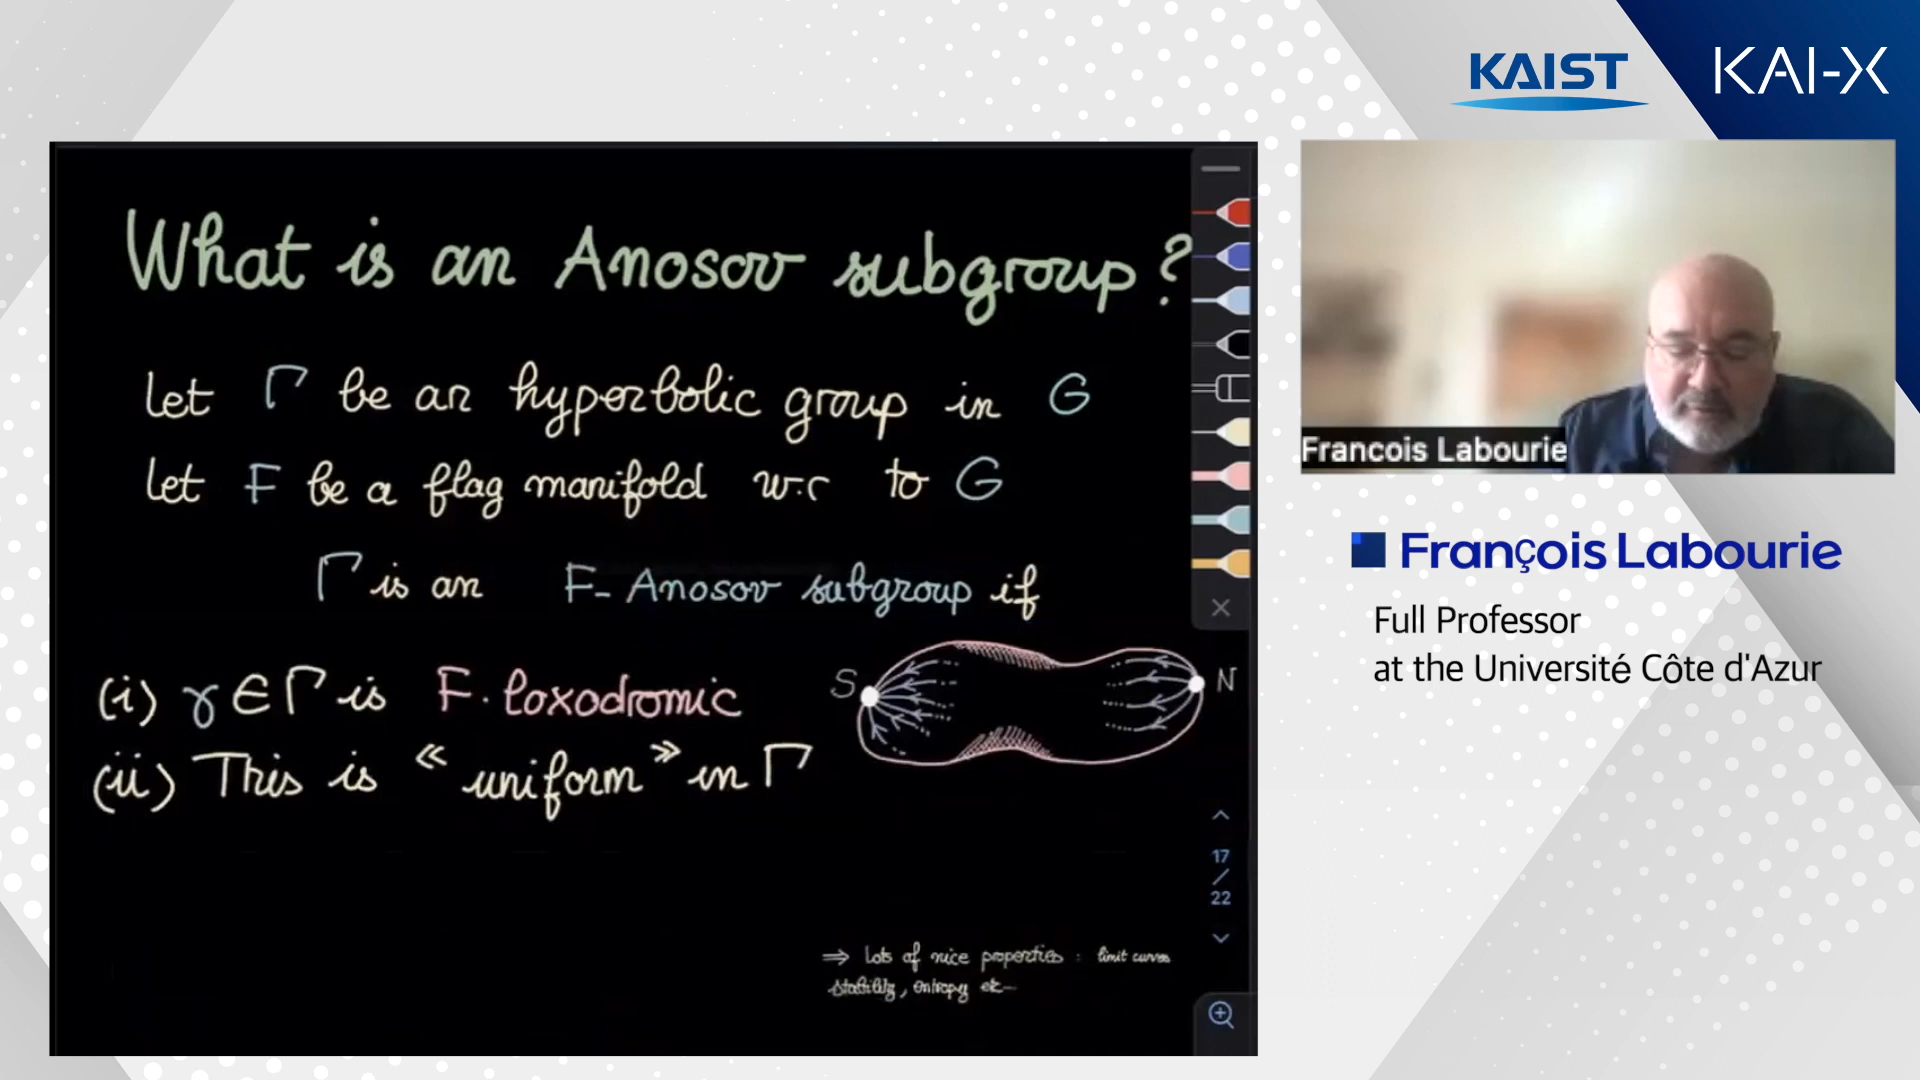 KAIST KAI-X
What is an Anosov subgroup?
Let Γ be an hyperbolic group in G
let F be a flag manifold w.r to G
Γ is an F- Anosov subgroup if
(i) γ ∈ Γ is F. loxodromic
(ii) This is « uniform » in Γ
S N
⇒ Lots of nice properties : limit curves
stability, entropy etc—
17
/
22
Francois Labourie
François Labourie
Full Professor
at the Université Côte d'Azur